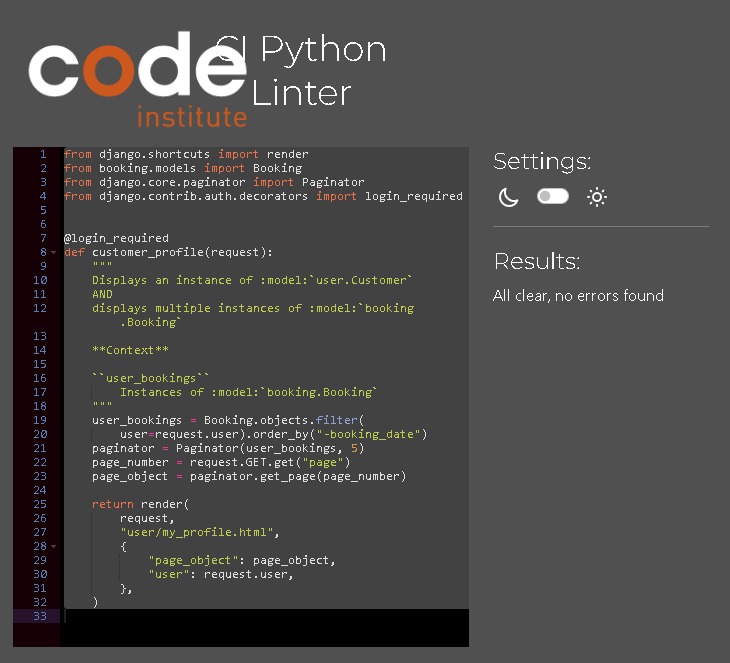 code
institute
CI Python
Linter
1 from django.shortcuts import render
2 from booking.models import Booking
3 from django.core.paginator import Paginator
4 from django.contrib.auth.decorators import login_required
5
6
7 @login_required
8 def customer_profile(request):
9     """
10     Displays an instance of :model:`user.Customer`
11     AND
12     displays multiple instances of :model:`booking
        .Booking`
13
14     **Context**
15
16     ``user_bookings``
17         Instances of :model:`booking.Booking`
18     """
19     user_bookings = Booking.objects.filter(
20         user=request.user).order_by("-booking_date")
21     paginator = Paginator(user_bookings, 5)
22     page_number = request.GET.get("page")
23     page_object = paginator.get_page(page_number)
24
25     return render(
26         request,
27         "user/my_profile.html",
28         {
29             "page_object": page_object,
30             "user": request.user,
31         },
32     )
33
Settings:
Results:
All clear, no errors found